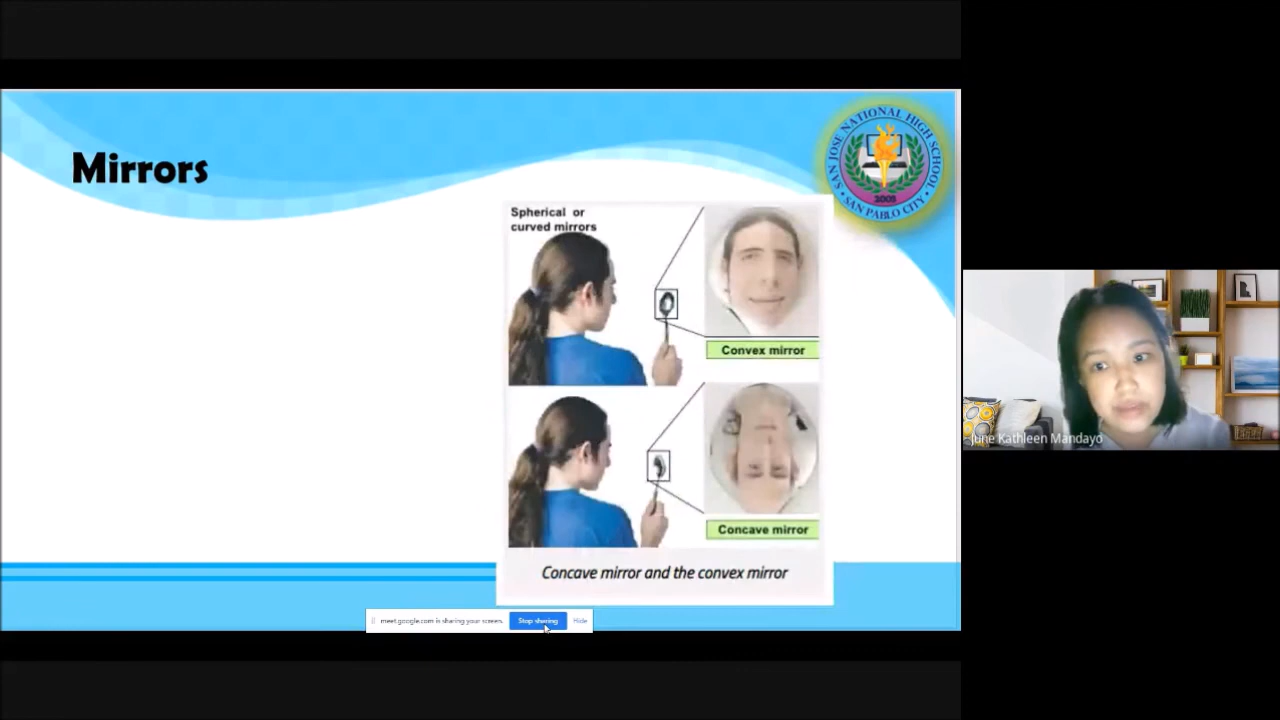 Mirrors
SAN JOSE NATIONAL HIGH SCHOOL
2005
SAN PABLO CITY
Spherical or
curved mirrors
Convex mirror
Concave mirror
Concave mirror and the convex mirror
meet.google.com is sharing your screen.
Stop sharing
Hide
June Kathleen Mandayo